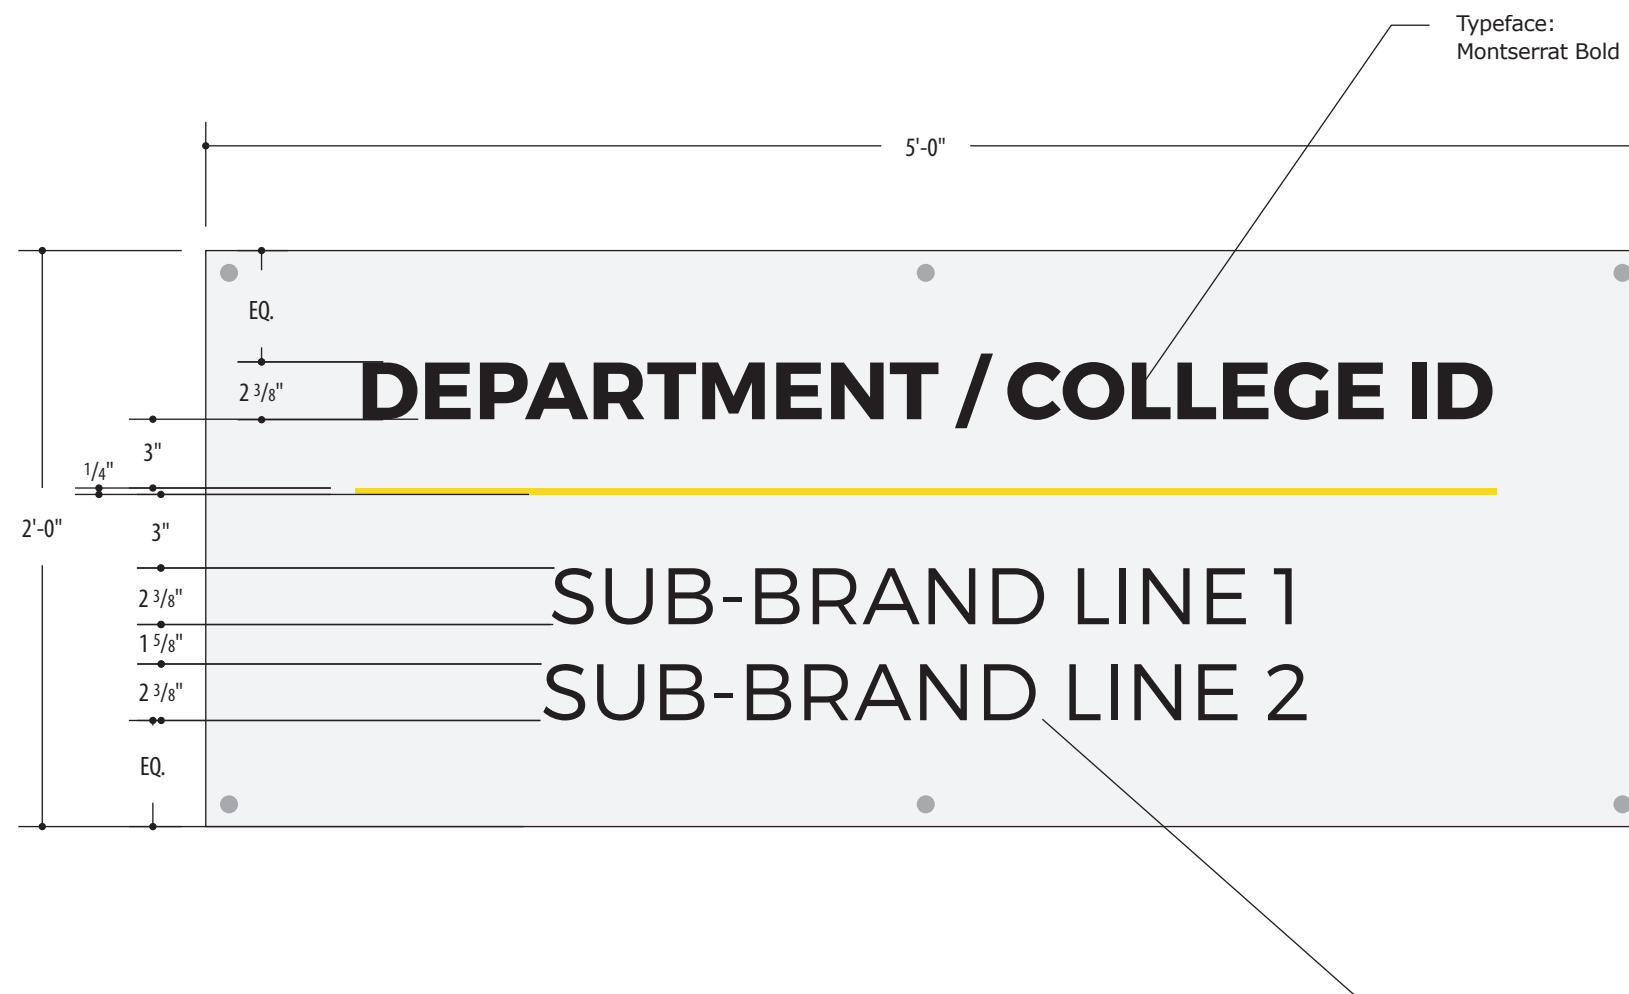 Typeface:
Montserrat Bold
5'-0"
EQ.
DEPARTMENT / COLLEGE ID
2 3/8"
3"
1/4"
2'-0"
3"
SUB-BRAND LINE 1
2 3/8"
1 5/8"
SUB-BRAND LINE 2
2 3/8"
EQ.